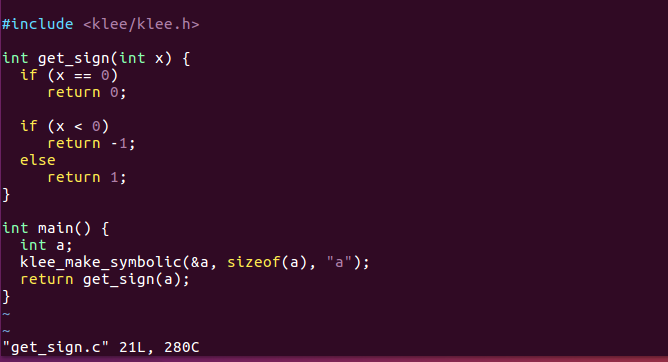 #include <klee/klee.h>

int get_sign(int x) {
  if (x == 0)
     return 0;

  if (x < 0)
     return -1;
  else
     return 1;
}

int main() {
  int a;
  klee_make_symbolic(&a, sizeof(a), "a");
  return get_sign(a);
}
~
~
"get_sign.c" 21L, 280C